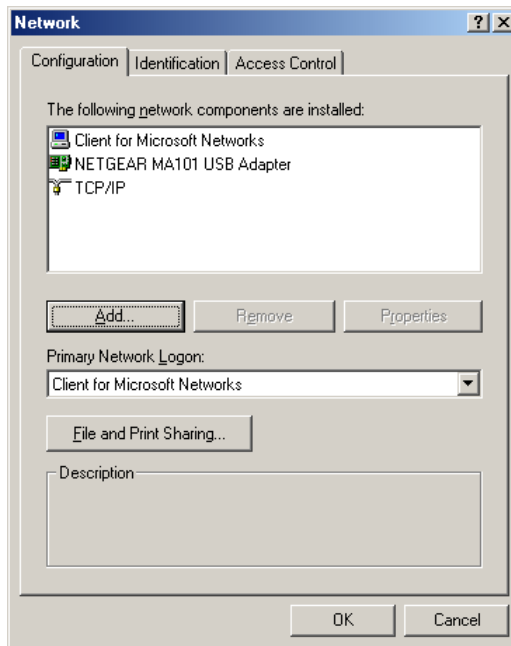 Network
Configuration Identification Access Control
The following network components are installed:
Client for Microsoft Networks
NETGEAR MA101 USB Adapter
TCP/IP
Add... Remove Properties
Primary Network Logon:
Client for Microsoft Networks
File and Print Sharing...
Description
OK Cancel